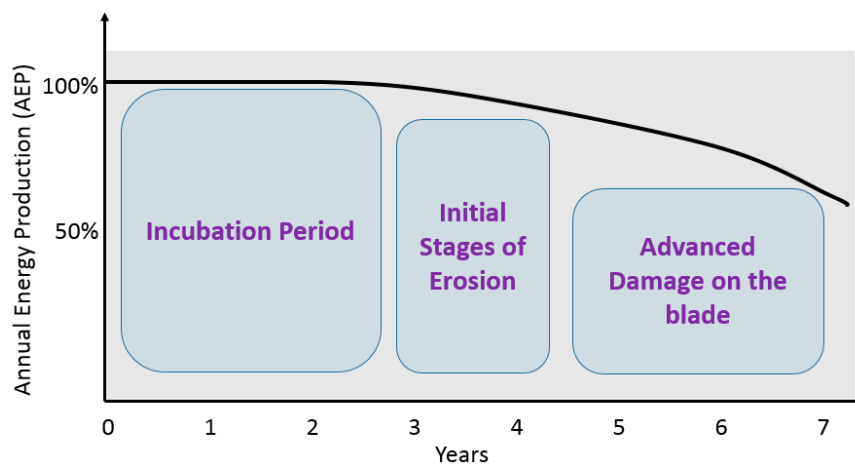 Annual Energy Production (AEP)
100%
50%
Incubation Period
Initial
Stages of
Erosion
Advanced
Damage on the
blade
0 1 2 3 4 5 6 7
Years